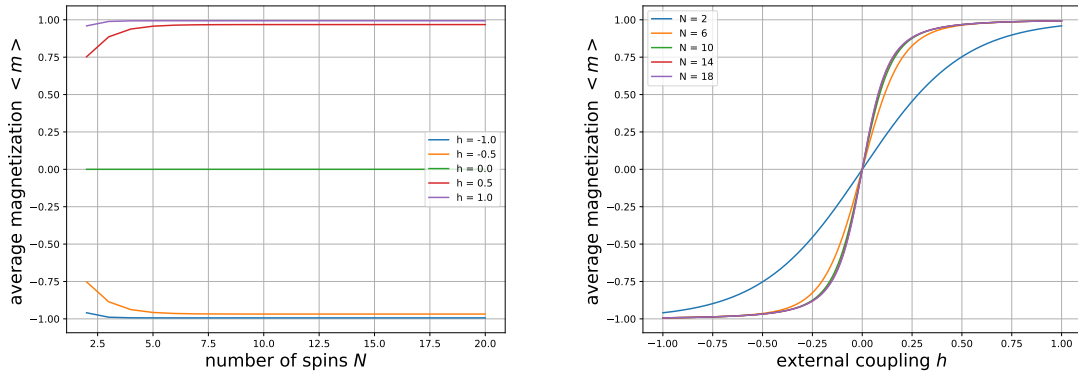 average magnetization < m >
1.00
0.75
0.50
0.25
0.00
−0.25
−0.50
−0.75
−1.00
h = -1.0
h = -0.5
h = 0.0
h = 0.5
h = 1.0
2.5 5.0 7.5 10.0 12.5 15.0 17.5 20.0
number of spins N
average magnetization < m >
1.00
0.75
0.50
0.25
0.00
−0.25
−0.50
−0.75
−1.00
N = 2
N = 6
N = 10
N = 14
N = 18
−1.00 −0.75 −0.50 −0.25 0.00 0.25 0.50 0.75 1.00
external coupling h